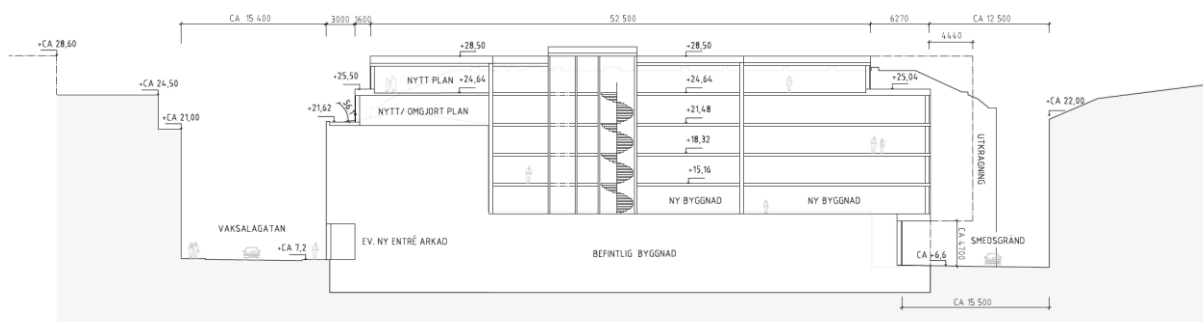 CA 15 400
3000
1600
52 500
6270
CA 12 500
4440
+CA 28,60
+28,50
+28,50
NYTT PLAN
+24,64
+24,64
+25,04
+CA 24,50
+25,50
+21,62
NYTT/ OMGJORT PLAN
+21,48
+CA 22,00
+CA 21,00
+18,32
UTKRAGNING
+15,16
NY BYGGNAD
NY BYGGNAD
VAKSALAGATAN
EV. NY ENTRÉ ARKAD
+CA 7,2
BEFINTLIG BYGGNAD
CA 4700
SMEDSGRÄND
CA +6,6
CA 15 500